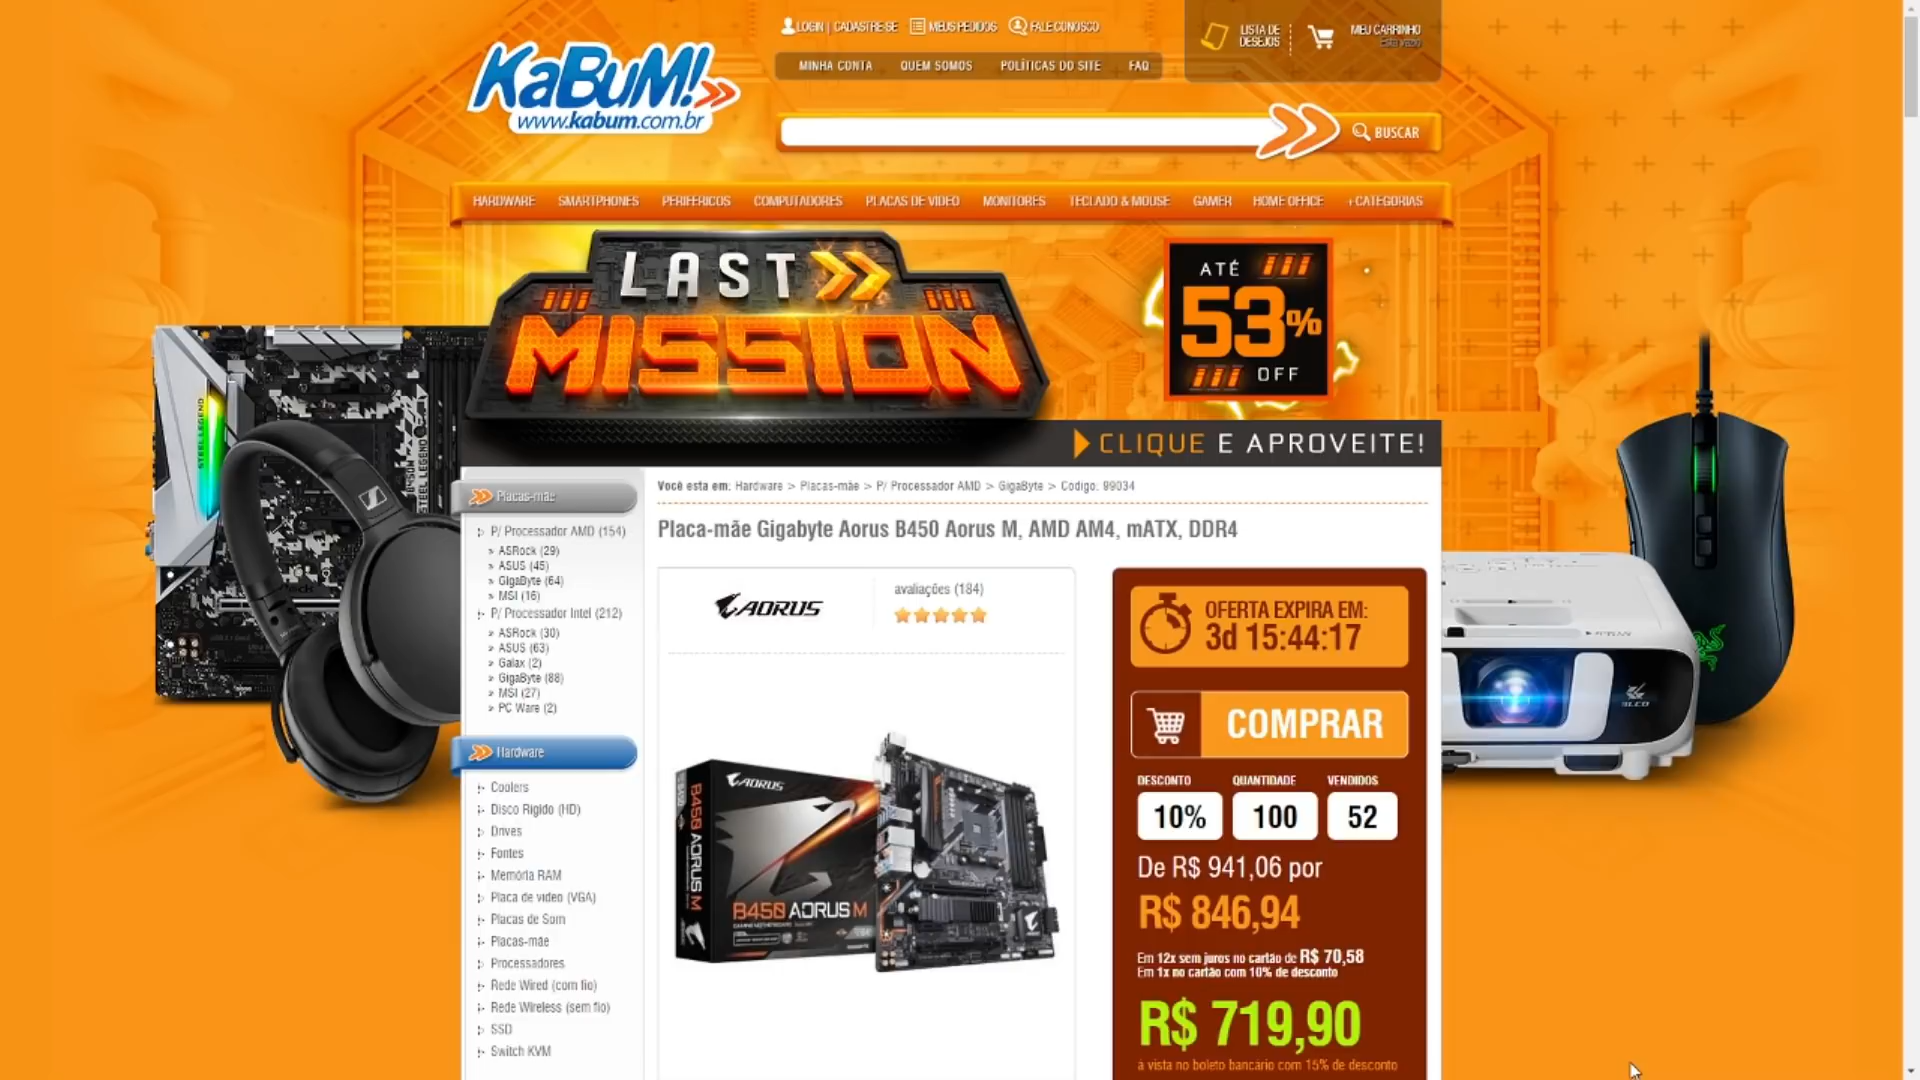 LOGIN | CADASTRE-SE
MEUS PEDIDOS
FALE CONOSCO
LISTA DE
DESEJOS
MEU CARRINHO
Esta vazio
KaBuM!
www.kabum.com.br
MINHA CONTA
QUEM SOMOS
POLÍTICAS DO SITE
FAQ
BUSCAR
HARDWARE
SMARTPHONES
PERIFÉRICOS
COMPUTADORES
PLACAS DE VÍDEO
MONITORES
TECLADO & MOUSE
GAMER
HOME OFFICE
+ CATEGORIAS
LAST
MISSION
ATÉ
53%
OFF
CLIQUE E APROVEITE!
STEEL LEGEND
Placas-mãe
P/ Processador AMD (154)
ASRock (29)
ASUS (45)
GigaByte (64)
MSI (16)
P/ Processador Intel (212)
ASRock (30)
ASUS (63)
Galax (2)
GigaByte (88)
MSI (27)
PC Ware (2)
Hardware
Coolers
Disco Rígido (HD)
Drives
Fontes
Memória RAM
Placa de vídeo (VGA)
Placas de Som
Placas-mãe
Processadores
Rede Wired (com fio)
Rede Wireless (sem fio)
SSD
Switch KVM
Você esta em: Hardware > Placas-mãe > P/ Processador AMD > GigaByte > Codigo: 99034
Placa-mãe Gigabyte Aorus B450 Aorus M, AMD AM4, mATX, DDR4
AORUS
avaliações (184)
AORUS
B450 AORUS M
B450 AORUS M
OFERTA EXPIRA EM:
3d 15:44:17
COMPRAR
DESCONTO
QUANTIDADE
VENDIDOS
10%
100
52
De R$ 941,06 por
R$ 846,94
Em 12x sem juros no cartão de R$ 70,58
Em 1x no cartão com 10% de desconto
R$ 719,90
à vista no boleto bancário com 15% de desconto